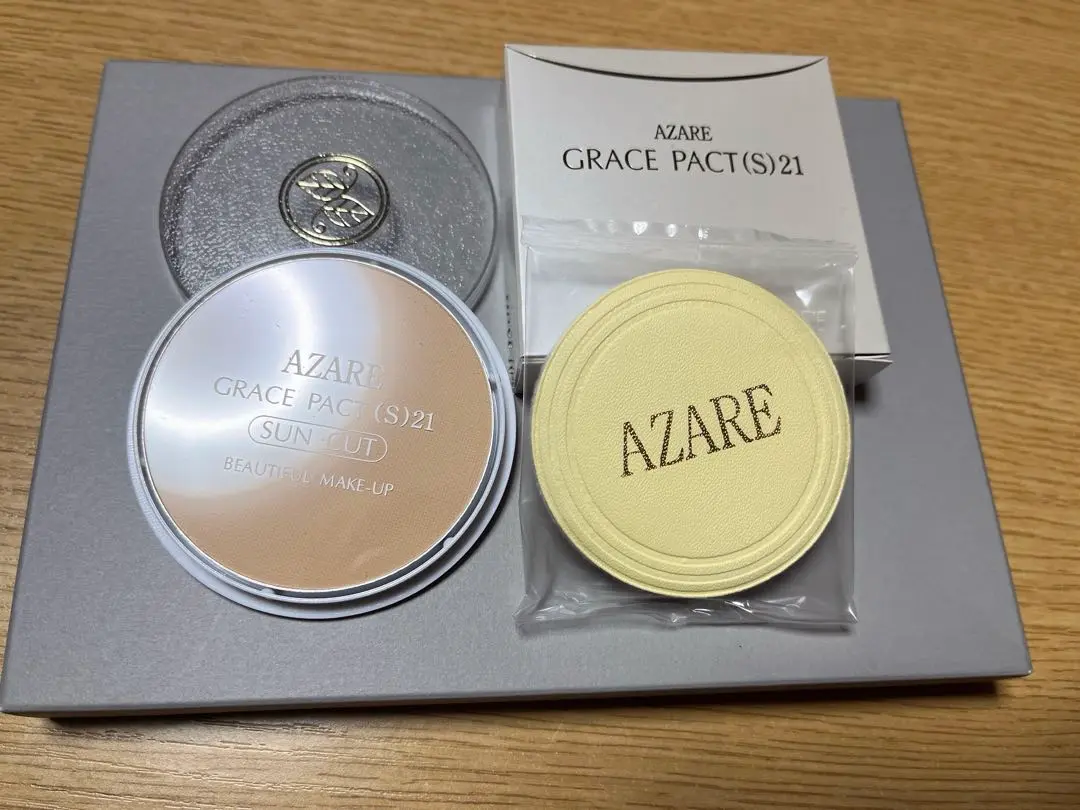 AZARE
GRACE PACT(S)21
AZARE
GRACE PACT(S)21
SUN-CUT
BEAUTIFUL MAKE-UP
AZARE